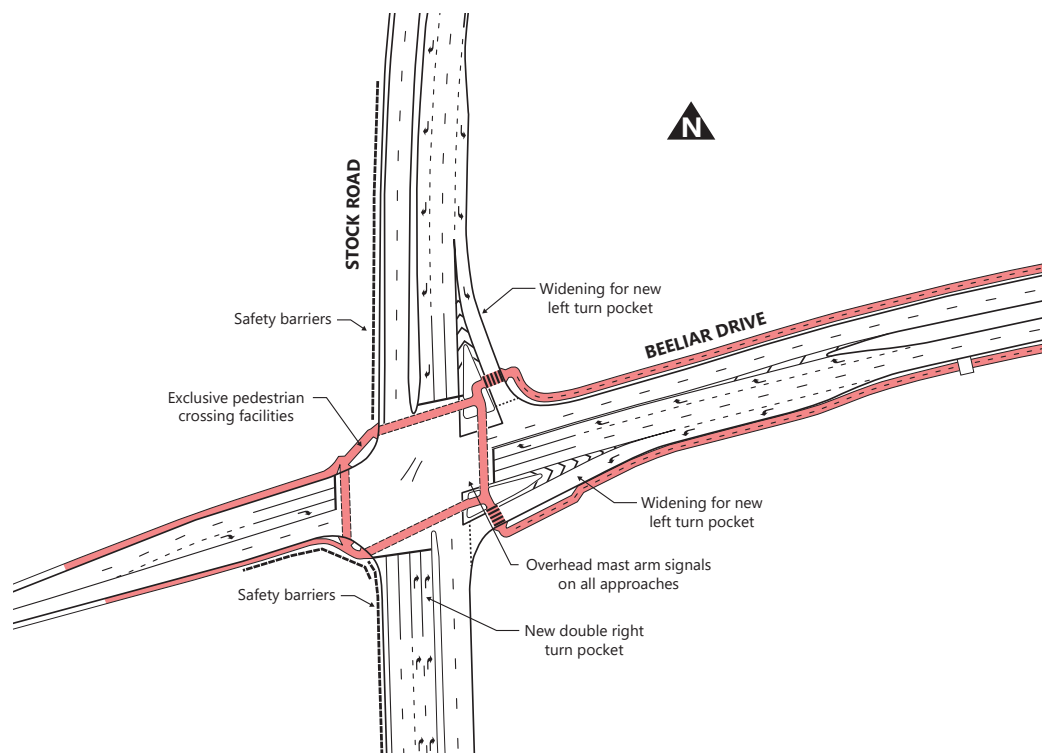 N
STOCK ROAD
Widening for new
left turn pocket
BEELIAR DRIVE
Safety barriers
Exclusive pedestrian
crossing facilities
Widening for new
left turn pocket
Overhead mast arm signals
on all approaches
Safety barriers
New double right
turn pocket